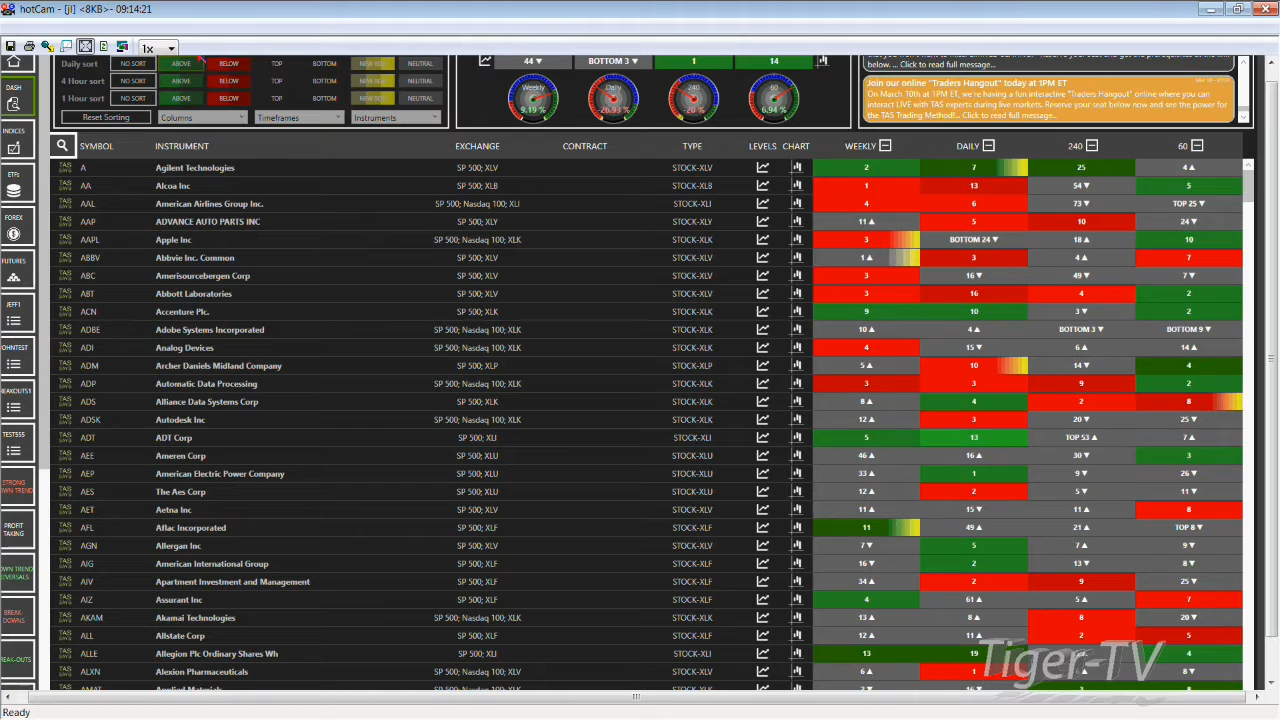 hotCam - [jl] <8KB> - 09:14:21
1x
Daily sort NO SORT ABOVE BELOW TOP BOTTOM NEUTRAL
4 Hour sort NO SORT ABOVE BELOW TOP BOTTOM NEUTRAL
1 Hour sort NO SORT ABOVE BELOW TOP BOTTOM NEUTRAL
Reset Sorting Columns Timeframes Instruments
44 ▼ BOTTOM 3 ▼ 1 14
Weekly Daily 240 60
9.19 % 26.93 % 20 % 6.94 %
below. ... Click to read full message..
Join our online "Traders Hangout" today at 1PM ET
On March 10th at 1PM ET, we're having a fun interactive "Traders Hangout" online where you can
interact LIVE with TAS experts during live markets. Reserve your seat below now and see the power for
the TAS Trading Method!... Click to read full message..
DASH
INDICES
ETFs
FOREX
FUTURES
JEFF1
OHNTEST
EAKOUTS1
TEST555
STRONG
OWN TREND
PROFIT
TAKING
OWN TREND
EVERSALS
BREAK-
DOWNS
REAK-OUTS
SYMBOL INSTRUMENT EXCHANGE CONTRACT TYPE LEVELS CHART WEEKLY DAILY 240 60
A Agilent Technologies SP 500; XLV STOCK-XLV 2 7 25 4 ▲
AA Alcoa Inc SP 500; XLB STOCK-XLB 1 13 54 ▼ 5
AAL American Airlines Group Inc. SP 500; Nasdaq 100; XLI STOCK-XLI 4 6 73 ▼ TOP 25 ▼
AAP ADVANCE AUTO PARTS INC SP 500; XLY STOCK-XLY 11 ▲ 5 10 24 ▼
AAPL Apple Inc SP 500; Nasdaq 100; XLK STOCK-XLK 3 BOTTOM 24 ▼ 18 ▲ 10
ABBV Abbvie Inc. Common SP 500; XLV STOCK-XLV 1 ▲ 3 4 ▲ 7
ABC Amerisourcebergen Corp SP 500; XLV STOCK-XLV 3 16 ▼ 49 ▼ 7 ▼
ABT Abbott Laboratories SP 500; XLV STOCK-XLV 3 16 4 2
ACN Accenture Plc. SP 500; XLK STOCK-XLK 9 10 3 ▼ 2
ADBE Adobe Systems Incorporated SP 500; Nasdaq 100; XLK STOCK-XLK 10 ▲ 4 ▲ BOTTOM 3 ▼ BOTTOM 9 ▼
ADI Analog Devices SP 500; Nasdaq 100; XLK STOCK-XLK 4 15 ▼ 6 ▲ 14 ▲
ADM Archer Daniels Midland Company SP 500; XLP STOCK-XLP 5 ▲ 10 14 ▼ 4
ADP Automatic Data Processing SP 500; Nasdaq 100; XLK STOCK-XLK 3 3 9 2
ADS Alliance Data Systems Corp SP 500; XLK STOCK-XLK 8 ▲ 4 2 8
ADSK Autodesk Inc SP 500; Nasdaq 100; XLK STOCK-XLK 12 ▲ 3 20 ▼ 25 ▼
ADT ADT Corp SP 500; XLI STOCK-XLI 5 13 TOP 53 ▲ 7 ▲
AEE Ameren Corp SP 500; XLU STOCK-XLU 46 ▲ 16 ▲ 30 ▼ 3
AEP American Electric Power Company SP 500; XLU STOCK-XLU 33 ▲ 1 9 ▼ 26 ▼
AES The Aes Corp SP 500; XLU STOCK-XLU 12 ▲ 2 5 ▼ 11 ▼
AET Aetna Inc SP 500; XLV STOCK-XLV 11 ▲ 15 ▼ 11 ▲ 8
AFL Aflac Incorporated SP 500; XLF STOCK-XLF 11 49 ▲ 21 ▲ TOP 8 ▼
AGN Allergan Inc SP 500; XLV STOCK-XLV 7 ▼ 5 7 ▲ 9 ▼
AIG American International Group SP 500; XLF STOCK-XLF 16 ▼ 2 13 ▼ 8 ▼
AIV Apartment Investment and Management SP 500; XLF STOCK-XLF 34 ▲ 2 9 25 ▼
AIZ Assurant Inc SP 500; XLF STOCK-XLF 4 61 ▲ 5 ▲ 7
AKAM Akamai Technologies SP 500; Nasdaq 100; XLK STOCK-XLK 13 ▲ 8 ▲ 8 20 ▼
ALL Allstate Corp SP 500; XLF STOCK-XLF 12 ▲ 11 ▲ 2 5
ALLE Allegion Plc Ordinary Shares Wh SP 500; XLI STOCK-XLI 13 19 4
ALXN Alexion Pharmaceuticals SP 500; Nasdaq 100; XLV STOCK-XLV 6 ▲ 1 8 ▼
AMAT Applied Materials
Tiger-TV
Ready